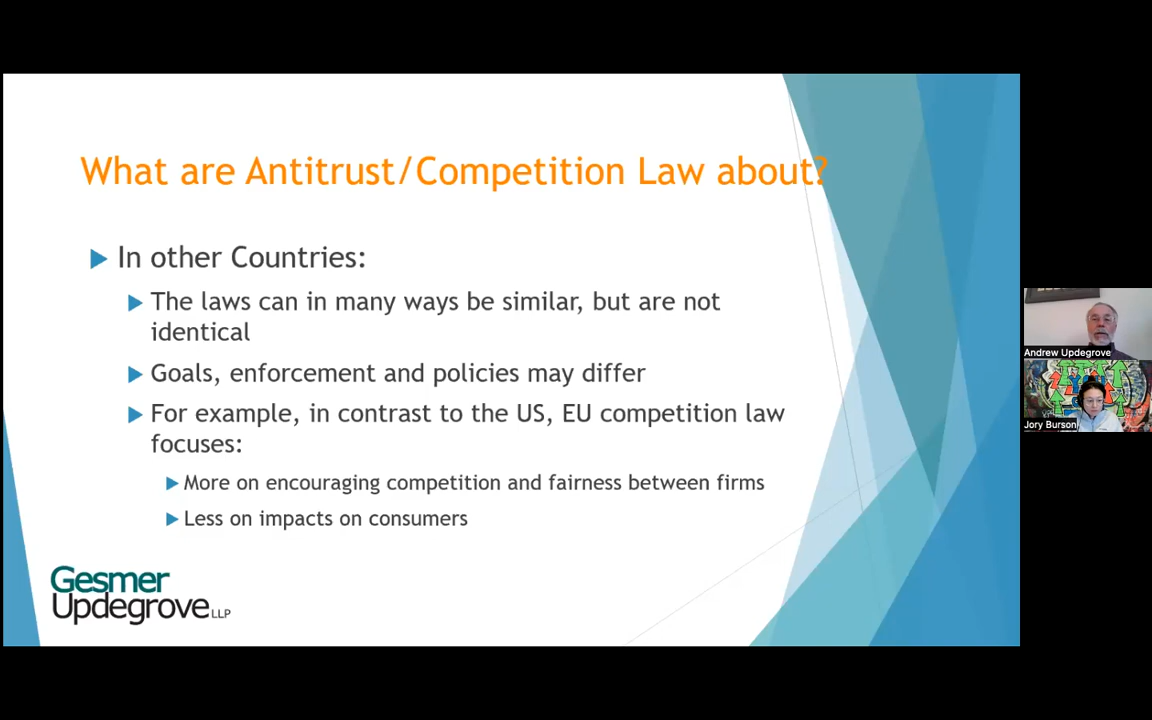 What are Antitrust/Competition Law about?
In other Countries:
The laws can in many ways be similar, but are not
identical
Goals, enforcement and policies may differ
For example, in contrast to the US, EU competition law
focuses:
More on encouraging competition and fairness between firms
Less on impacts on consumers
Gesmer
Updegrove LLP
Andrew Updegrove
Jory Burson